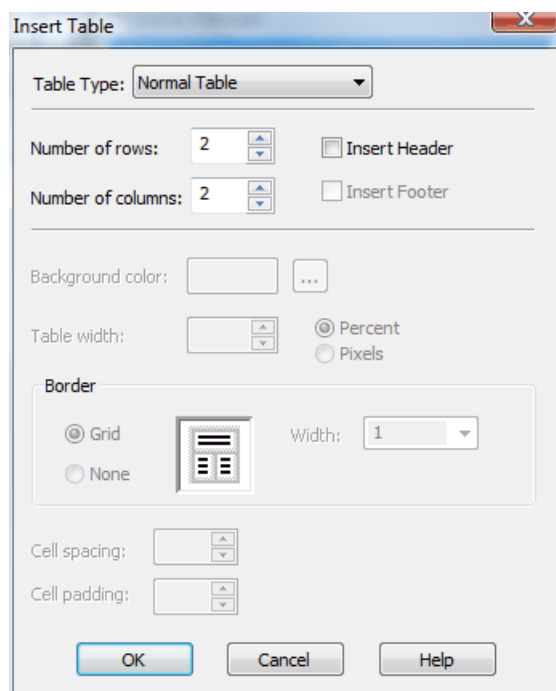 Insert Table
X
Table Type: Normal Table
Number of rows: 2 Insert Header
Number of columns: 2 Insert Footer
Background color: ...
Table width: Percent
Pixels
Border
Grid Width: 1
None
Cell spacing:
Cell padding:
OK Cancel Help